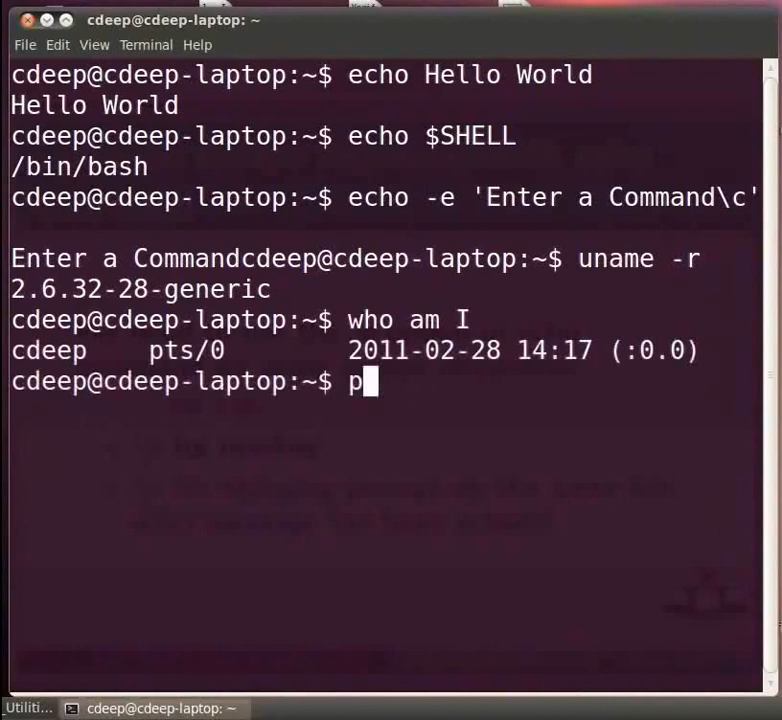 cdeep@cdeep-laptop: ~
File Edit View Terminal Help
cdeep@cdeep-laptop:~$ echo Hello World
Hello World
cdeep@cdeep-laptop:~$ echo $SHELL
/bin/bash
cdeep@cdeep-laptop:~$ echo -e 'Enter a Command\c'
Enter a Commandcdeep@cdeep-laptop:~$ uname -r
2.6.32-28-generic
cdeep@cdeep-laptop:~$ who am I
cdeep pts/0 2011-02-28 14:17 (:0.0)
cdeep@cdeep-laptop:~$ p
_Utiliti... cdeep@cdeep-laptop: ~